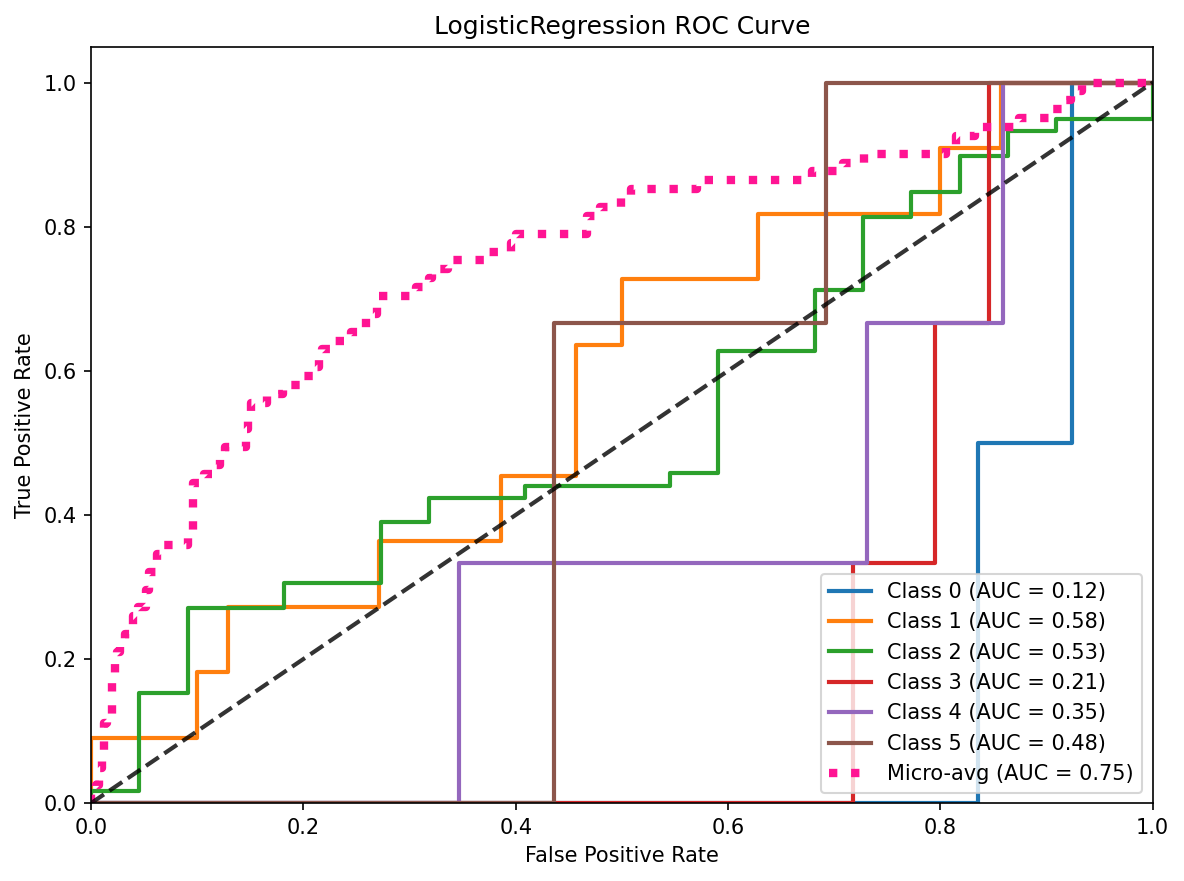 LogisticRegression ROC Curve
True Positive Rate
1.0
0.8
0.6
0.4
0.2
0.0
Class 0 (AUC = 0.12)
Class 1 (AUC = 0.58)
Class 2 (AUC = 0.53)
Class 3 (AUC = 0.21)
Class 4 (AUC = 0.35)
Class 5 (AUC = 0.48)
Micro-avg (AUC = 0.75)
0.0 0.2 0.4 0.6 0.8 1.0
False Positive Rate